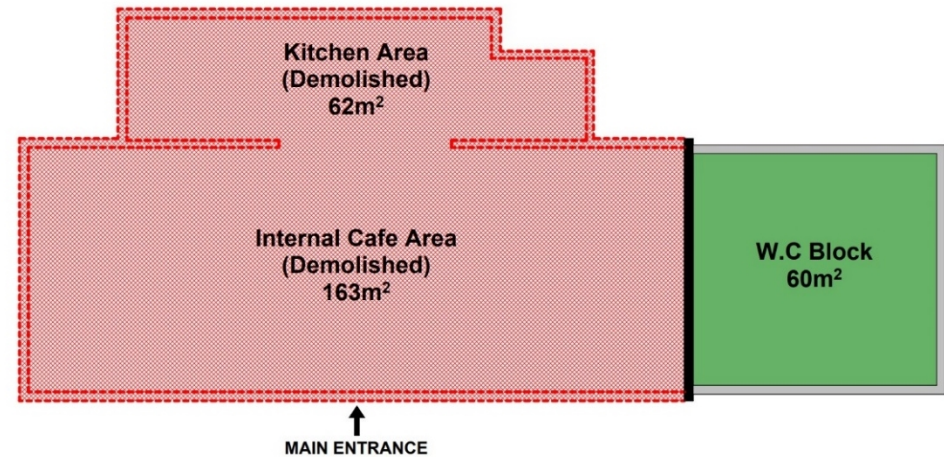 Kitchen Area
(Demolished)
62m²
Internal Cafe Area
(Demolished)
163m²
W.C Block
60m²
MAIN ENTRANCE